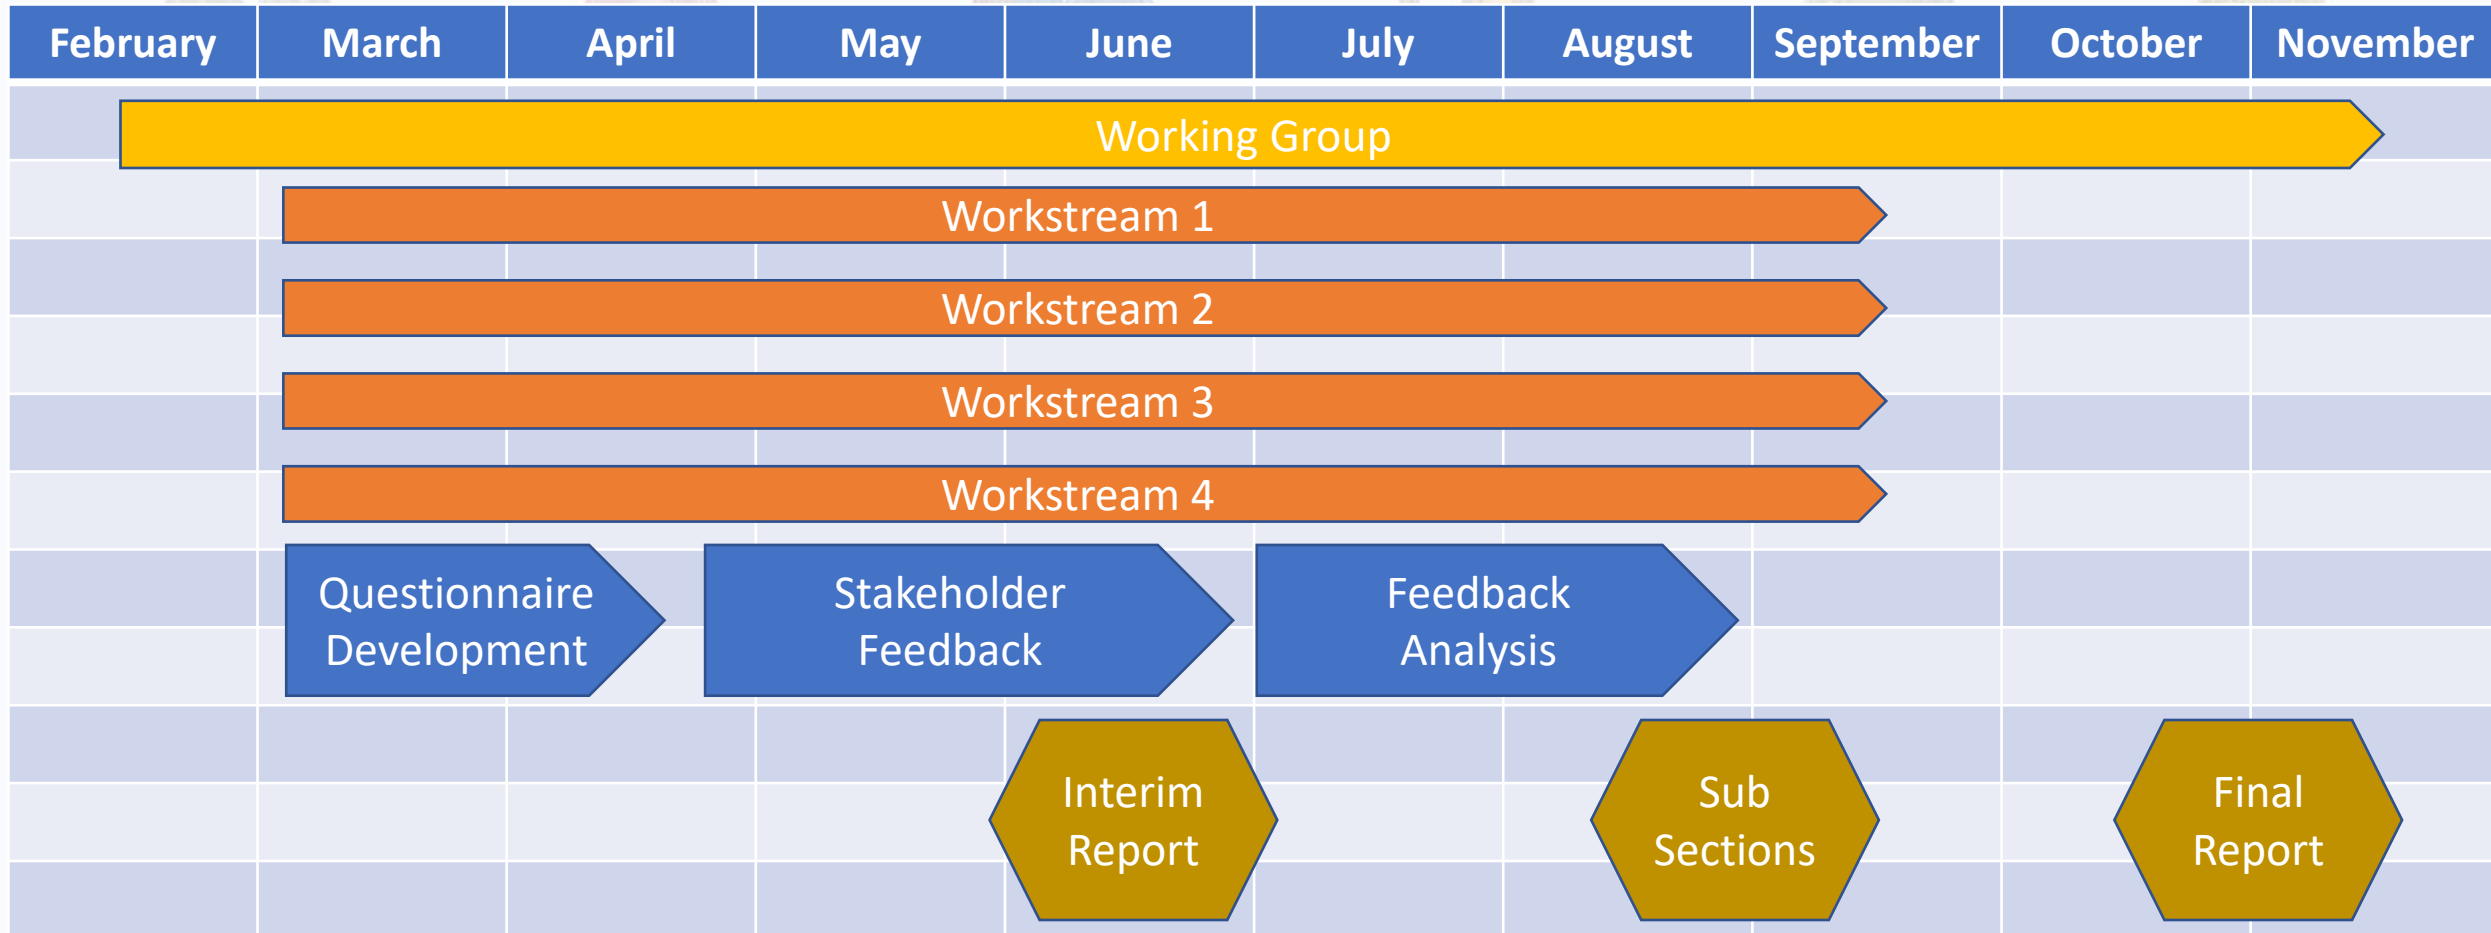 February March April May June July August September October November
Working Group
Workstream 1
Workstream 2
Workstream 3
Workstream 4
Questionnaire
Development
Stakeholder
Feedback
Feedback
Analysis
Interim
Report
Sub
Sections
Final
Report